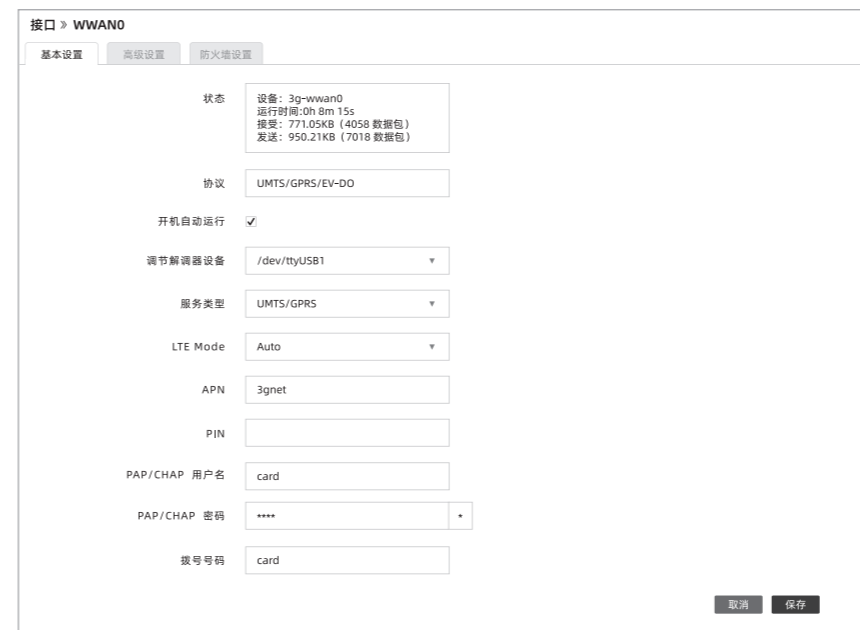 接口 » WWAN0
基本设置 高级设置 防火墙设置
状态
设备：3g-wwan0
运行时间:0h 8m 15s
接受：771.05KB（4058 数据包）
发送：950.21KB（7018 数据包）
协议 UMTS/GPRS/EV-DO
开机自动运行
调节解调器设备 /dev/ttyUSB1
服务类型 UMTS/GPRS
LTE Mode Auto
APN 3gnet
PIN
PAP/CHAP 用户名 card
PAP/CHAP 密码 **** *
拨号号码 card
取消 保存